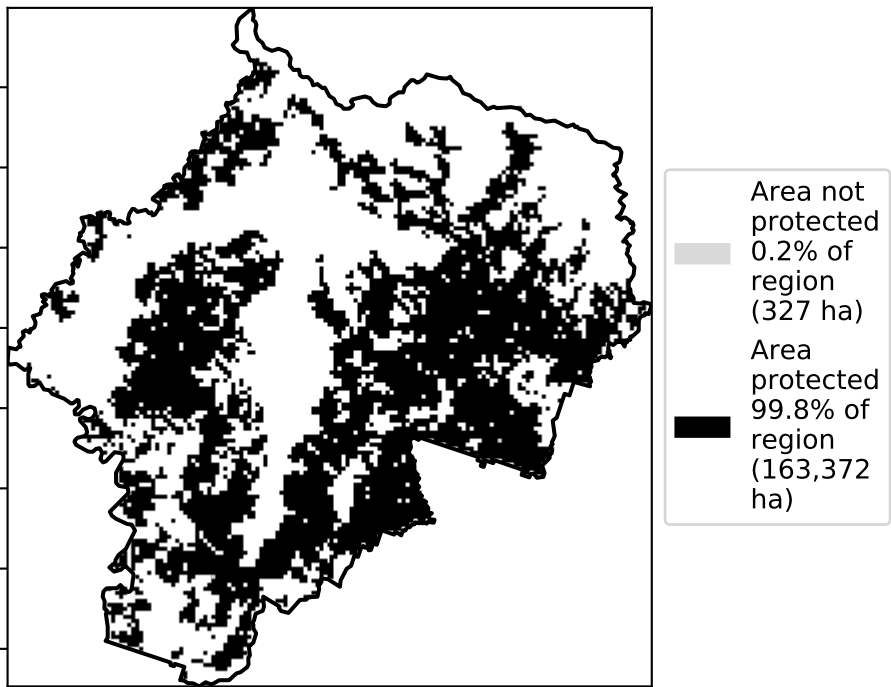 Area not
protected
0.2% of
region
(327 ha)
Area
protected
99.8% of
region
(163,372
ha)